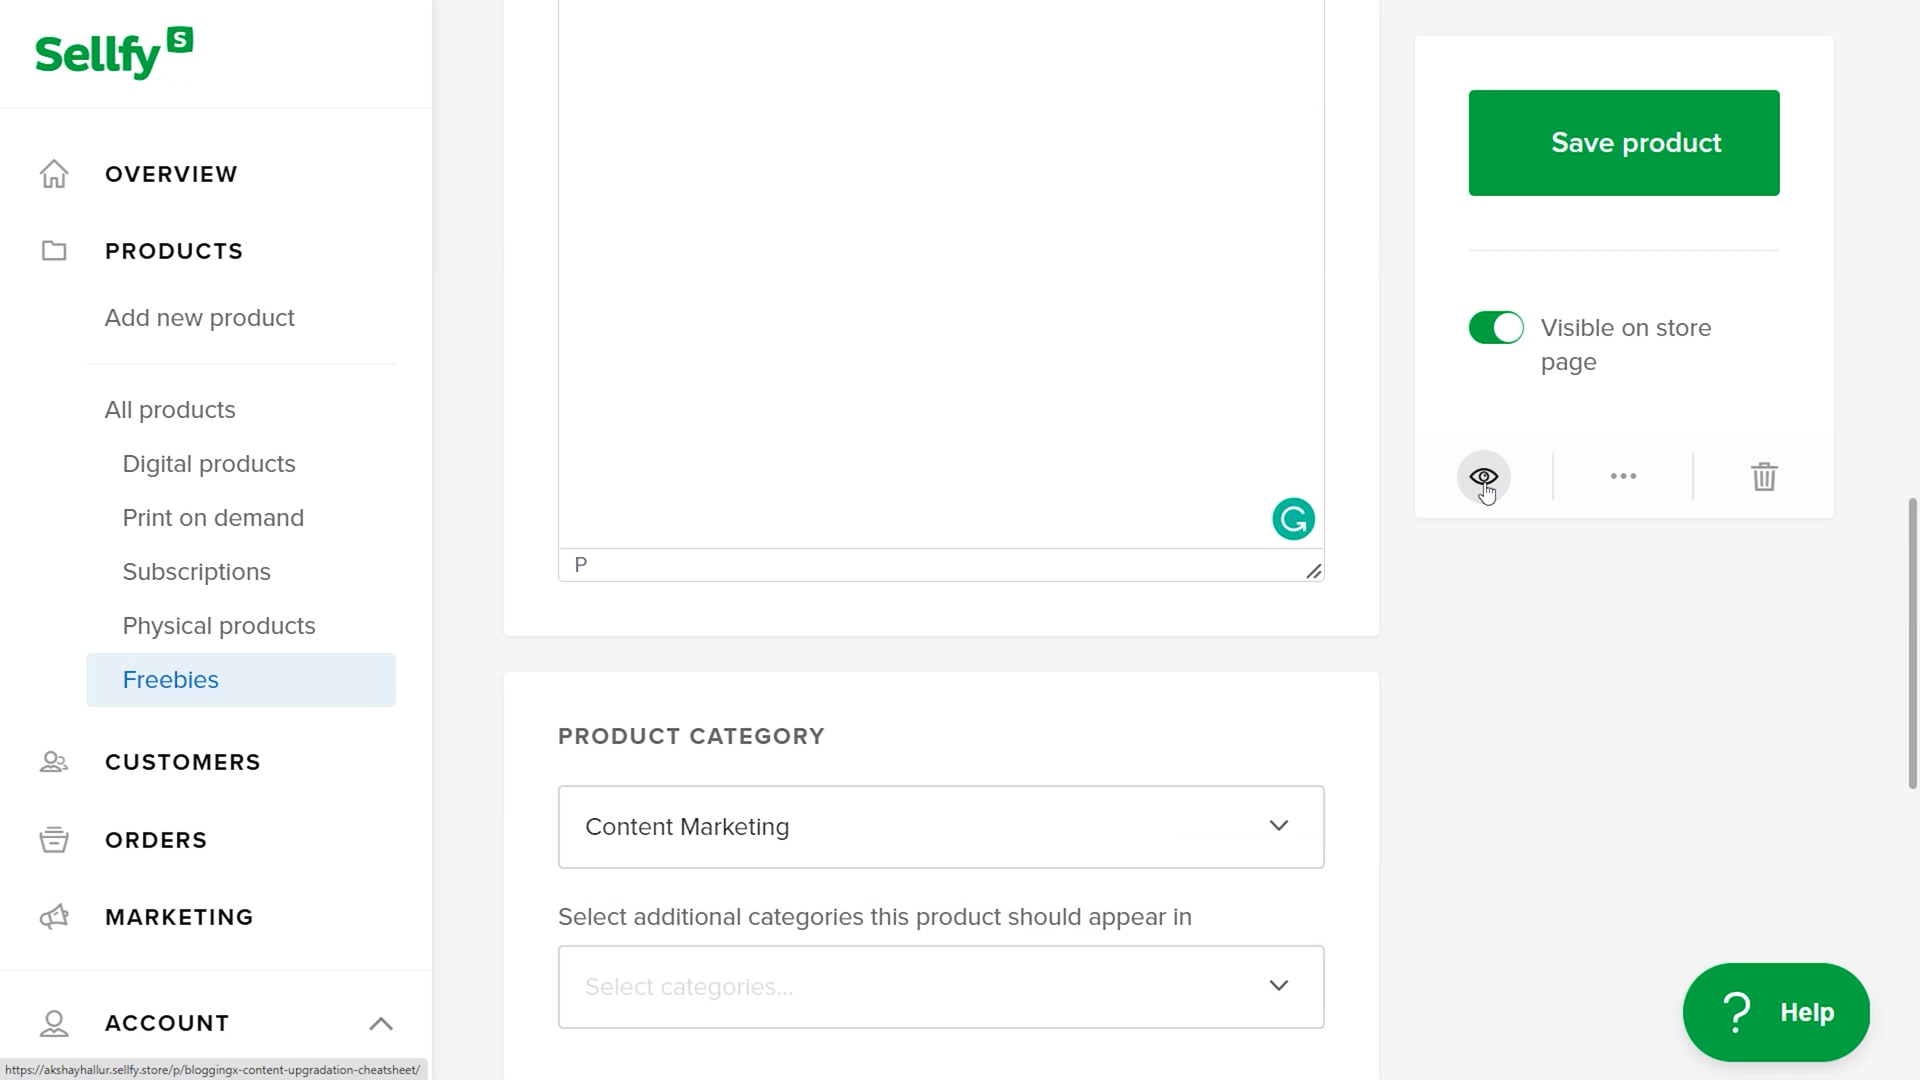 Sellfy S
OVERVIEW
PRODUCTS
Add new product
All products
Digital products
Print on demand
Subscriptions
Physical products
Freebies
CUSTOMERS
ORDERS
MARKETING
ACCOUNT
https://akshayhallur.sellfy.store/p/bloggingx-content-upgradation-cheatsheet/
P
PRODUCT CATEGORY
Content Marketing
Select additional categories this product should appear in
Select categories...
Save product
Visible on store
page
? Help